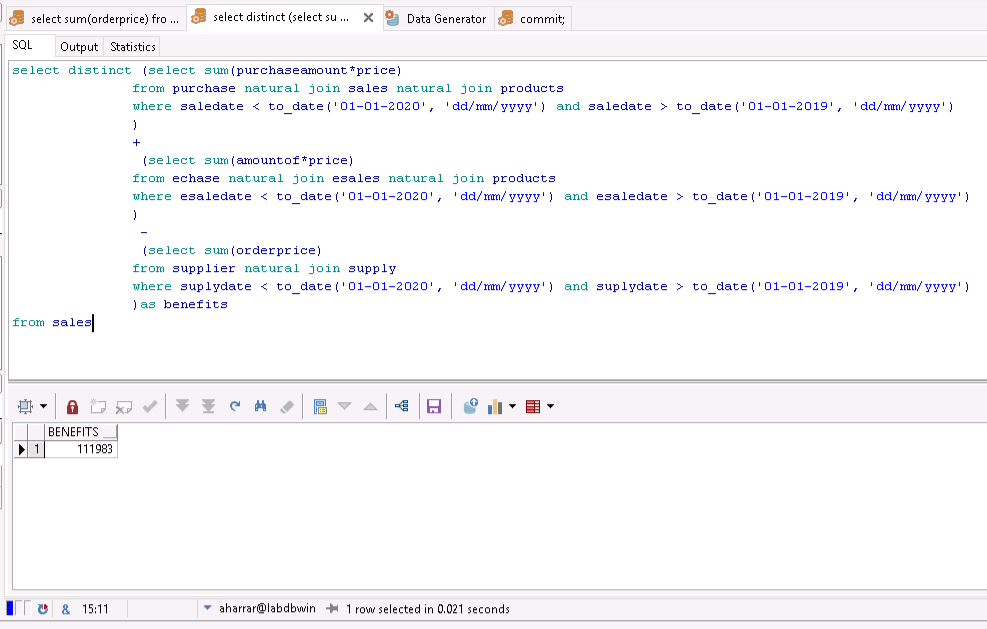 select sum(orderprice) fro ...
select distinct (select su ...
Data Generator
commit;
SQL
Output
Statistics
select distinct (select sum(purchaseamount*price)
from purchase natural join sales natural join products
where saledate < to_date('01-01-2020', 'dd/mm/yyyy') and saledate > to_date('01-01-2019', 'dd/mm/yyyy')
)
+
(select sum(amountof*price)
from echase natural join esales natural join products
where esaledate < to_date('01-01-2020', 'dd/mm/yyyy') and esaledate > to_date('01-01-2019', 'dd/mm/yyyy')
)
-
(select sum(orderprice)
from supplier natural join supply
where suplydate < to_date('01-01-2020', 'dd/mm/yyyy') and suplydate > to_date('01-01-2019', 'dd/mm/yyyy')
)as benefits
from sales
BENEFITS
1 111983
& 15:11 aharrar@labdbwin 1 row selected in 0.021 seconds